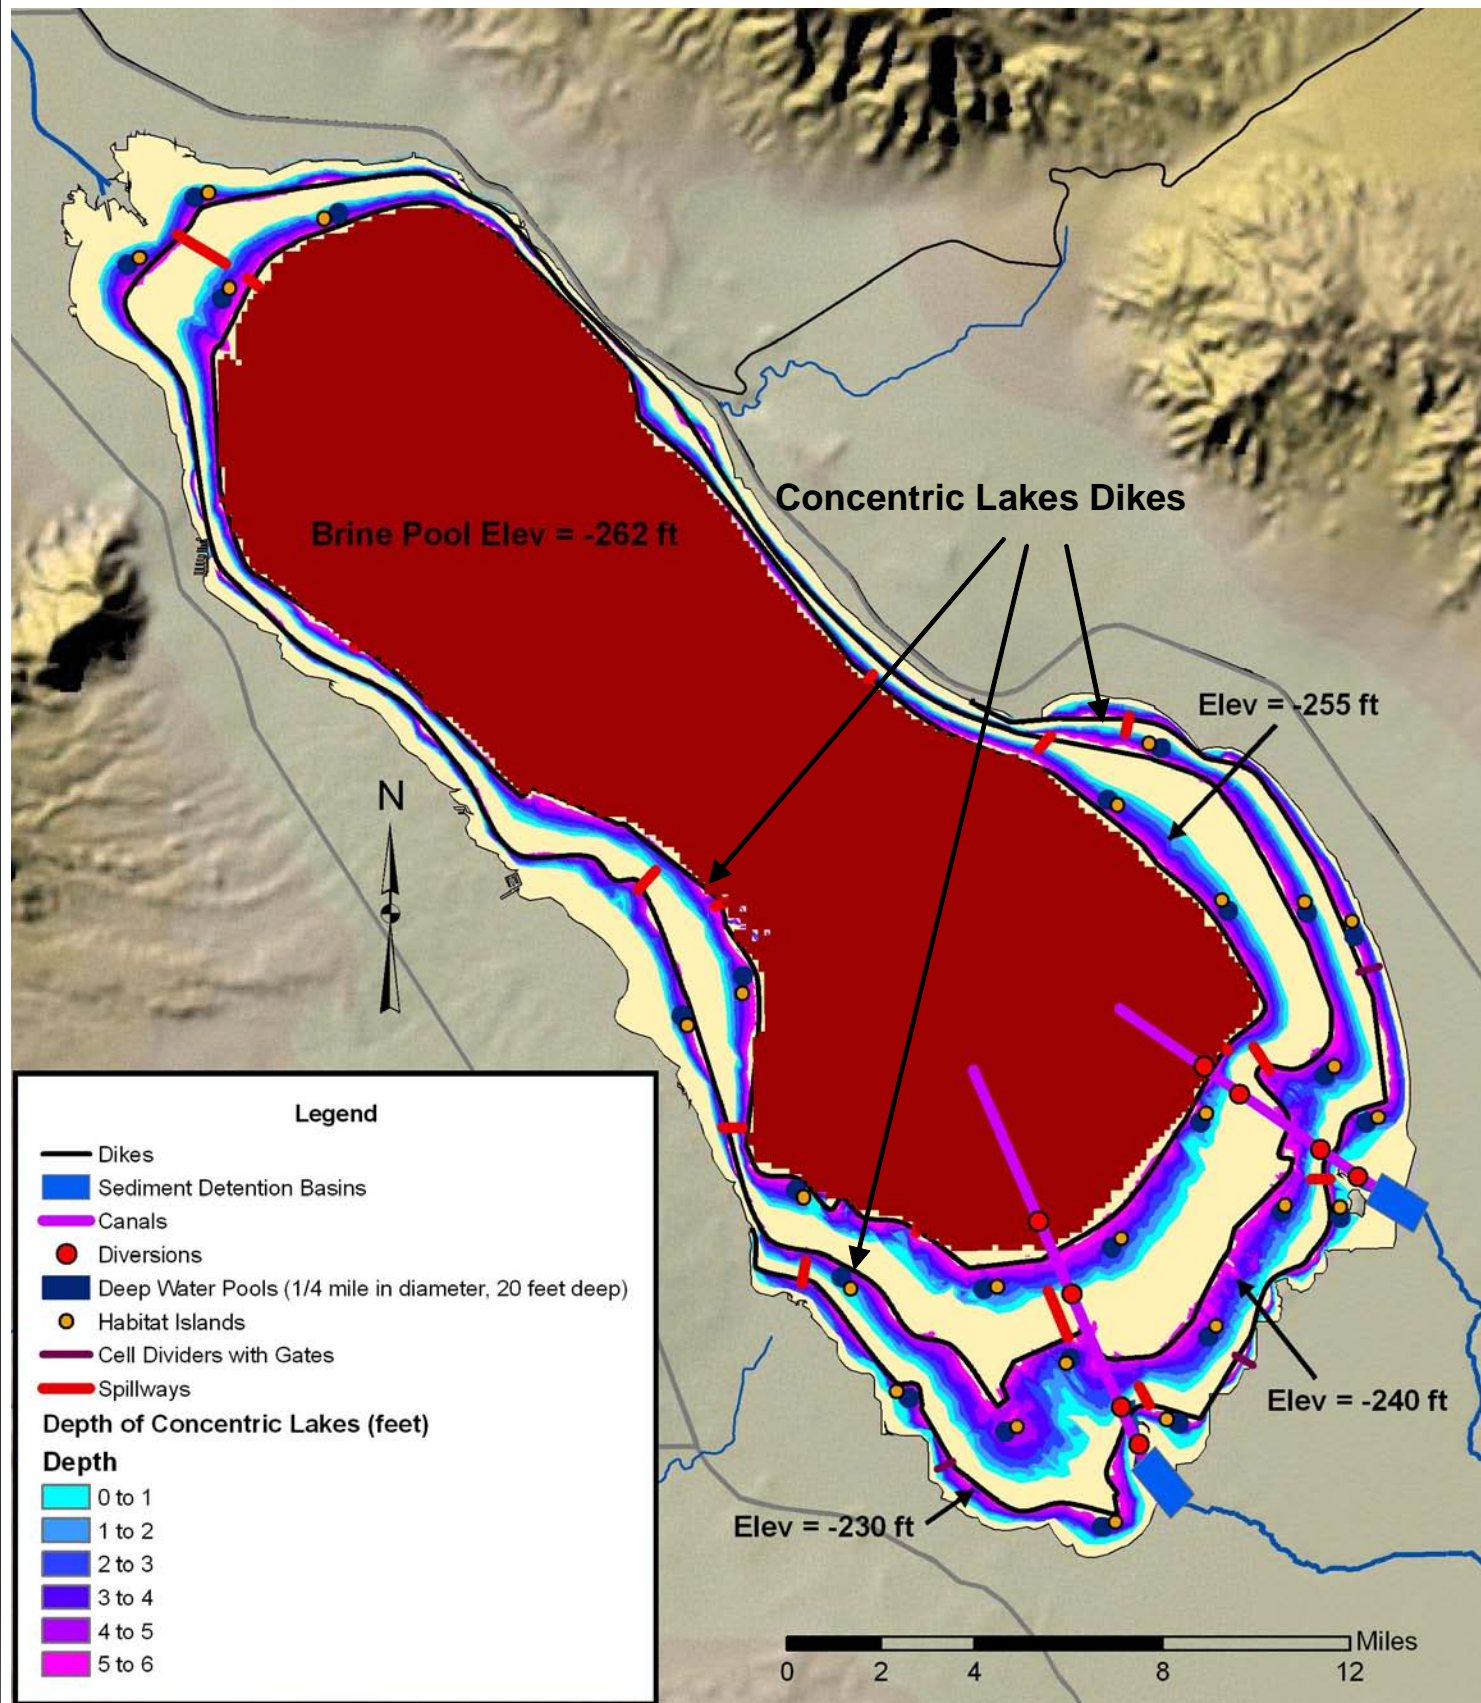 Concentric Lakes Dikes
Brine Pool Elev = -262 ft
Elev = -255 ft
N
Elev = -240 ft
Elev = -230 ft
Legend
Dikes
Sediment Detention Basins
Canals
Diversions
Deep Water Pools (1/4 mile in diameter, 20 feet deep)
Habitat Islands
Cell Dividers with Gates
Spillways
Depth of Concentric Lakes (feet)
Depth
0 to 1
1 to 2
2 to 3
3 to 4
4 to 5
5 to 6
Miles
0 2 4 8 12